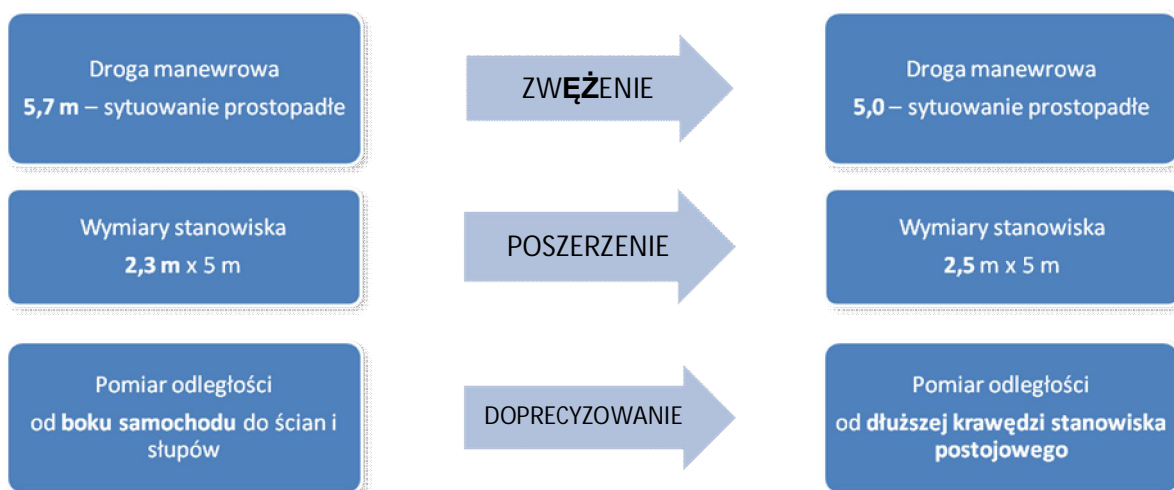 Droga manewrowa
5,7 m – sytuowanie prostopadłe
ZWĘŻENIE
Droga manewrowa
5,0 – sytuowanie prostopadłe
Wymiary stanowiska
2,3 m x 5 m
POSZERZENIE
Wymiary stanowiska
2,5 m x 5 m
Pomiar odległości
od boku samochodu do ścian i
słupów
DOPRECYZOWANIE
Pomiar odległości
od dłuższej krawędzi stanowiska
postojowego